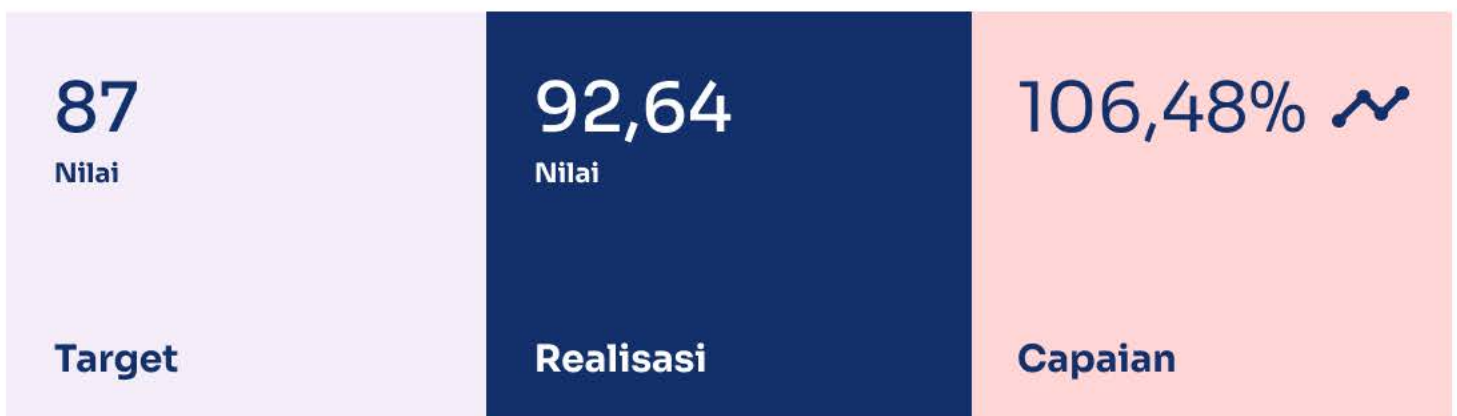 87
Nilai
Target
92,64
Nilai
Realisasi
106,48%
Capaian